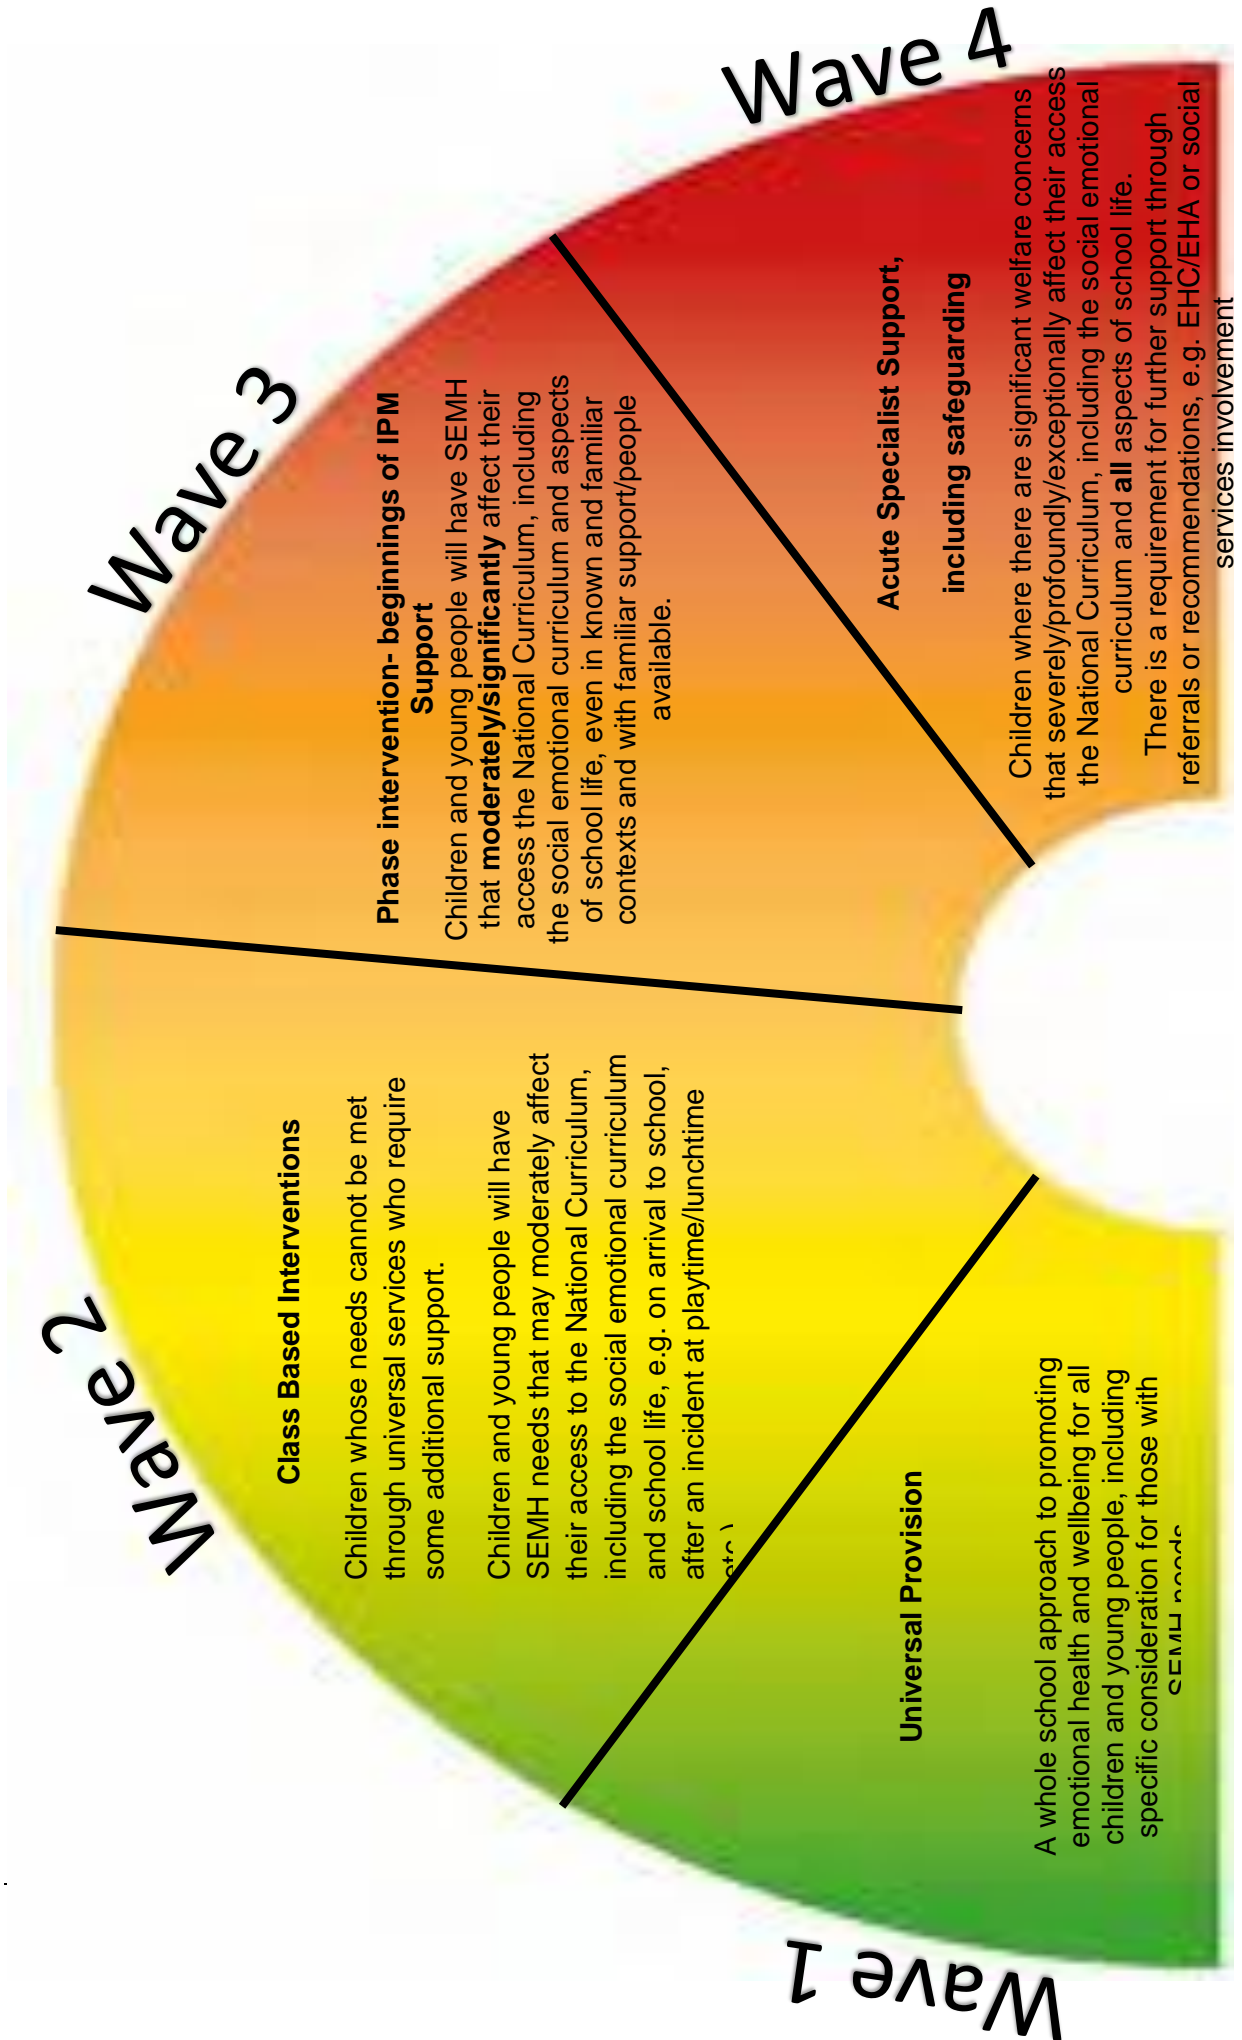 Wave 1
Universal Provision
A whole school approach to promoting
emotional health and wellbeing for all
children and young people, including
specific consideration for those with
SEMH needs
Wave 2
Class Based Interventions
Children whose needs cannot be met
through universal services who require
some additional support.
Children and young people will have
SEMH needs that may moderately affect
their access to the National Curriculum,
including the social emotional curriculum
and school life, e.g. on arrival to school,
after an incident at playtime/lunchtime
etc.)
Wave 3
Phase intervention- beginnings of IPM
Support
Children and young people will have SEMH
that moderately/significantly affect their
access the National Curriculum, including
the social emotional curriculum and aspects
of school life, even in known and familiar
contexts and with familiar support/people
available.
Wave 4
Acute Specialist Support,
including safeguarding
Children where there are significant welfare concerns
that severely/profoundly/exceptionally affect their access
the National Curriculum, including the social emotional
curriculum and all aspects of school life.
There is a requirement for further support through
referrals or recommendations, e.g. EHC/EHA or social
services involvement